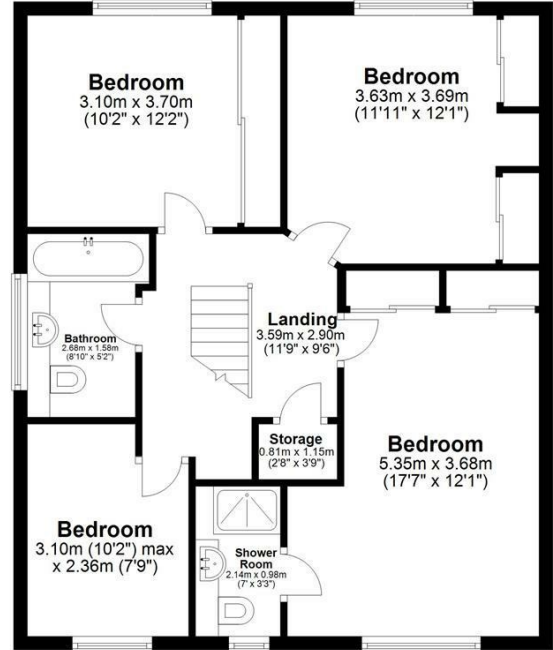 Bedroom
3.10m x 3.70m
(10'2" x 12'2")
Bedroom
3.63m x 3.69m
(11'11" x 12'1")
Bathroom
2.68m x 1.58m
(8'10" x 5'2")
Landing
3.59m x 2.90m
(11'9" x 9'6")
Storage
0.81m x 1.15m
(2'8" x 3'9")
Bedroom
5.35m x 3.68m
(17'7" x 12'1")
Bedroom
3.10m (10'2") max
x 2.36m (7'9")
Shower
Room
2.14m x 0.98m
(7' x 3'3")